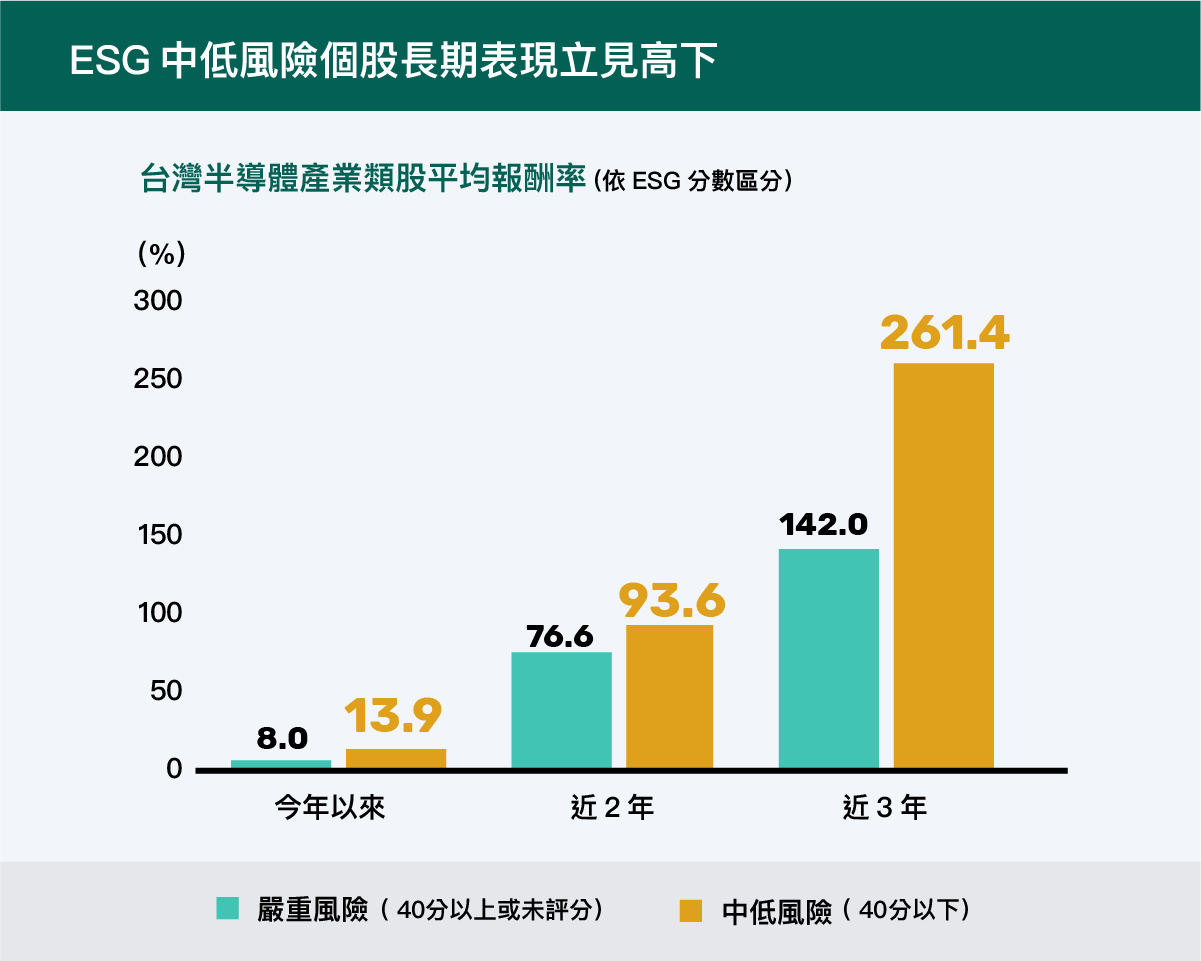 ESG 中低風險個股長期表現立見高下
台灣半導體產業類股平均報酬率 (依 ESG 分數區分)
(%)
300
250
200
150
100
50
0
8.0
13.9
76.6
93.6
142.0
261.4
今年以來
近 2 年
近 3 年
嚴重風險 ( 40分以上或未評分)
中低風險 ( 40分以下)